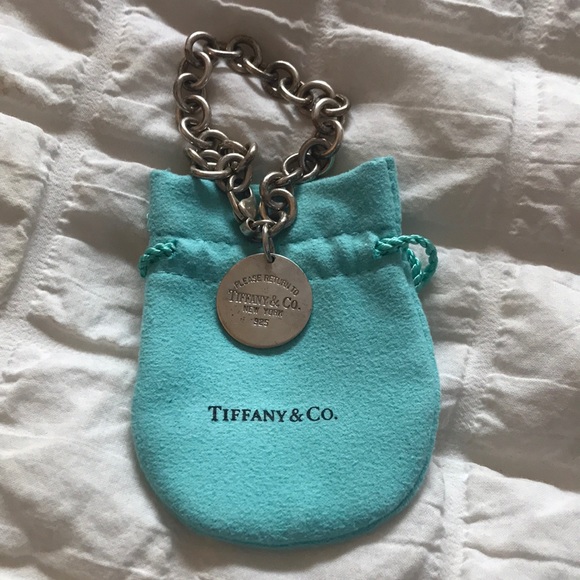 PLEASE RETURN TO
TIFFANY & CO.
NEW YORK
925
TIFFANY & CO.